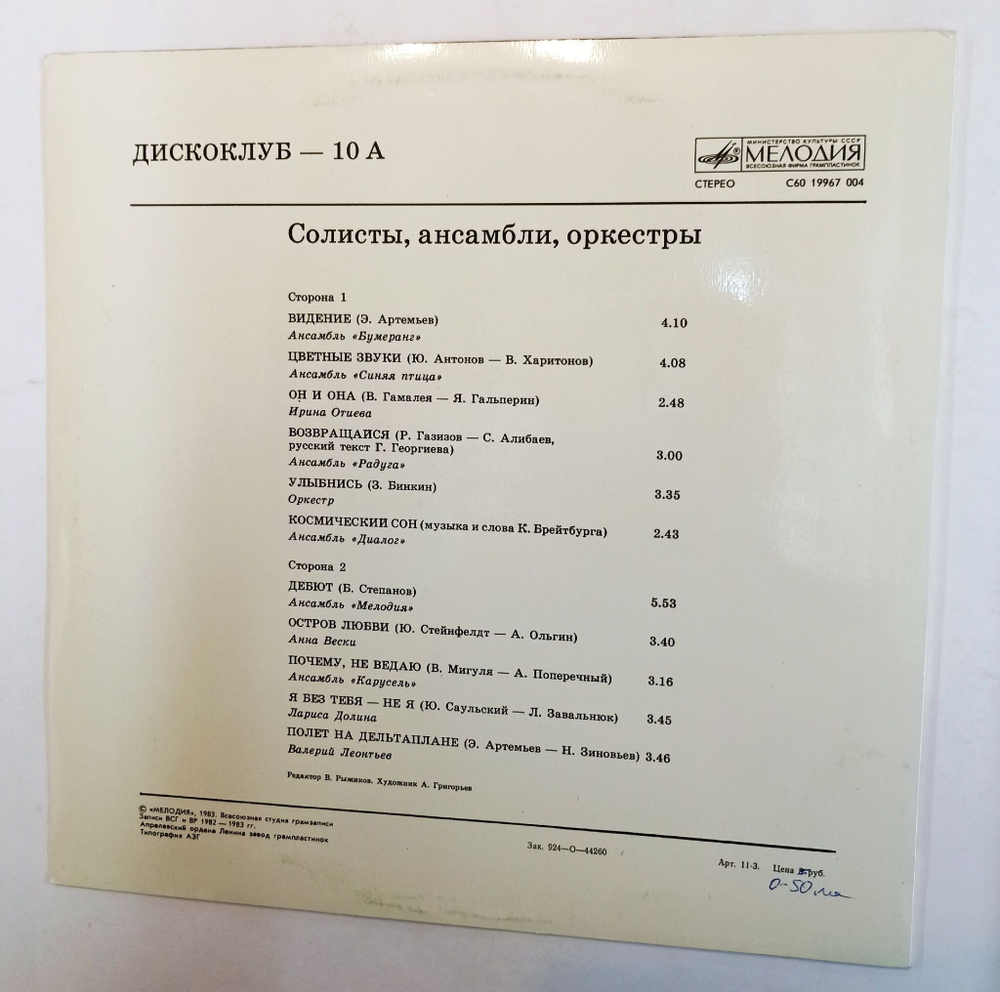 ДИСКОКЛУБ — 10 А
МИНИСТЕРСТВО КУЛЬТУРЫ СССР
МЕЛОДИЯ
ВСЕСОЮЗНАЯ ФИРМА ГРАМПЛАСТИНОК
СТЕРЕО С60 19967 004
Солисты, ансамбли, оркестры
Сторона 1
ВИДЕНИЕ (Э. Артемьев) 4.10
Ансамбль «Бумеранг»
ЦВЕТНЫЕ ЗВУКИ (Ю. Антонов — В. Харитонов) 4.08
Ансамбль «Синяя птица»
ОН И ОНА (В. Гамалея — Я. Гальперин) 2.48
Ирина Отиева
ВОЗВРАЩАЙСЯ (Р. Газизов — С. Алибаев,
русский текст Г. Георгиева) 3.00
Ансамбль «Радуга»
УЛЫБНИСЬ (З. Бинкин) 3.35
Оркестр
КОСМИЧЕСКИЙ СОН (музыка и слова К. Брейтбурга) 2.43
Ансамбль «Диалог»
Сторона 2
ДЕБЮТ (Б. Степанов) 5.53
Ансамбль «Мелодия»
ОСТРОВ ЛЮБВИ (Ю. Стейнфелдт — А. Ольгин) 3.40
Анна Вески
ПОЧЕМУ, НЕ ВЕДАЮ (В. Мигуля — А. Поперечный) 3.16
Ансамбль «Карусель»
Я БЕЗ ТЕБЯ — НЕ Я (Ю. Саульский — Л. Завальнюк) 3.45
Лариса Долина
ПОЛЕТ НА ДЕЛЬТАПЛАНЕ (Э. Артемьев — Н. Зиновьев) 3.46
Валерий Леонтьев
Редактор В. Рыжиков. Художник А. Григорьев
© «МЕЛОДИЯ», 1983. Всесоюзная студия грамзаписи
Записи ВСГ и ВР 1982 — 1983 гг.
Апрелевский ордена Ленина завод грампластинок
Типография АЗГ
Зак. 924—О—44260
Арт. 11-3. Цена руб.
0-50